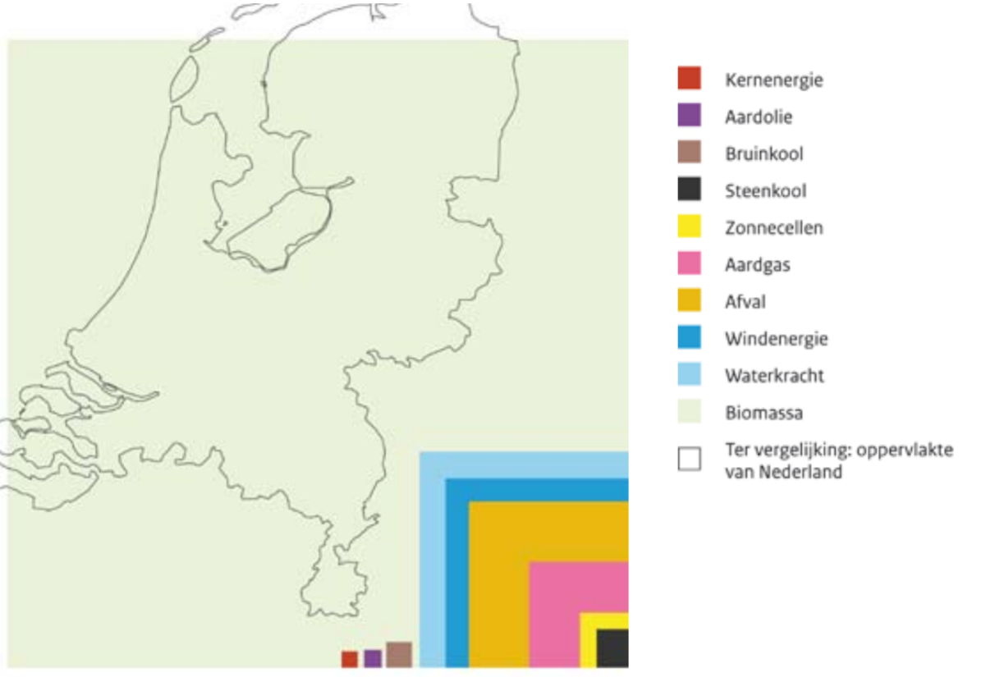 Kernenergie
Aardolie
Bruinkool
Steenkool
Zonnecellen
Aardgas
Afval
Windenergie
Waterkracht
Biomassa
Ter vergelijking: oppervlakte
van Nederland